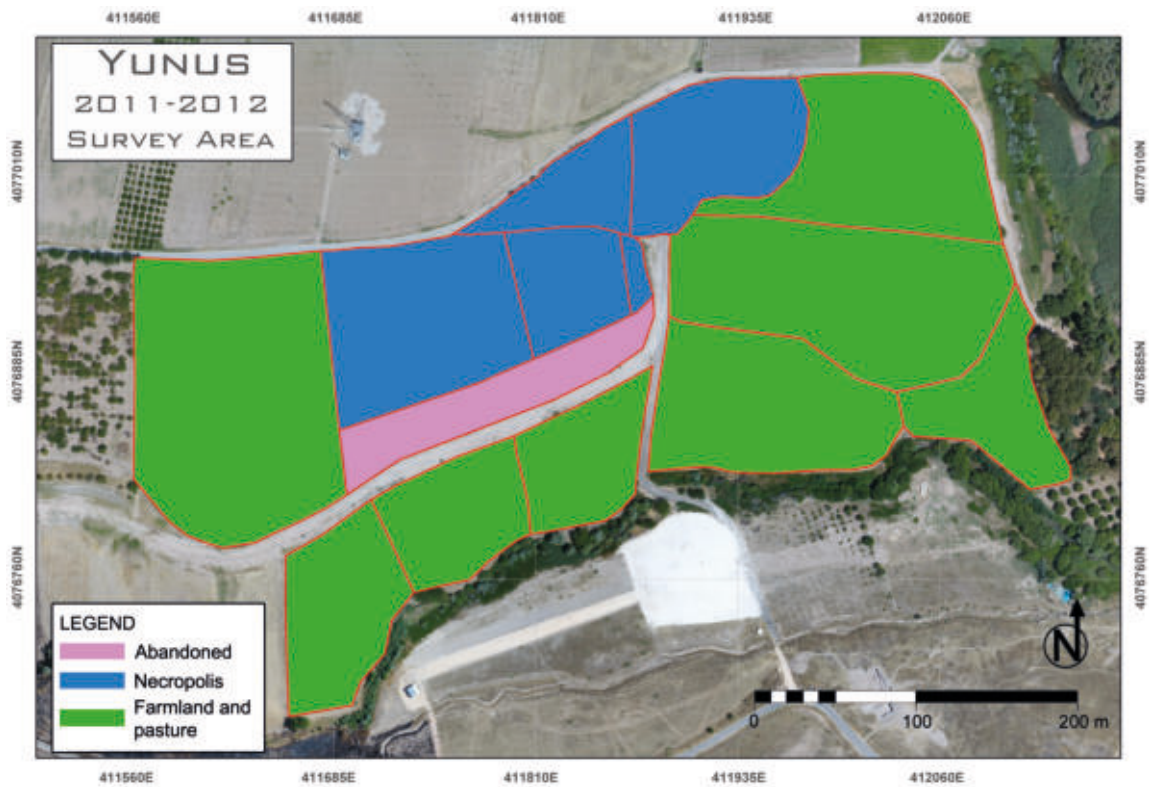 411560E 411685E 411810E 411935E 412060E
YUNUS
2011-2012
SURVEY AREA
4077010N 4077010N
4076885N 4076885N
4076760N 4076760N
LEGEND
Abandoned
Necropolis
Farmland and
pasture
N
0 100 200 m
411560E 411685E 411810E 411935E 412060E